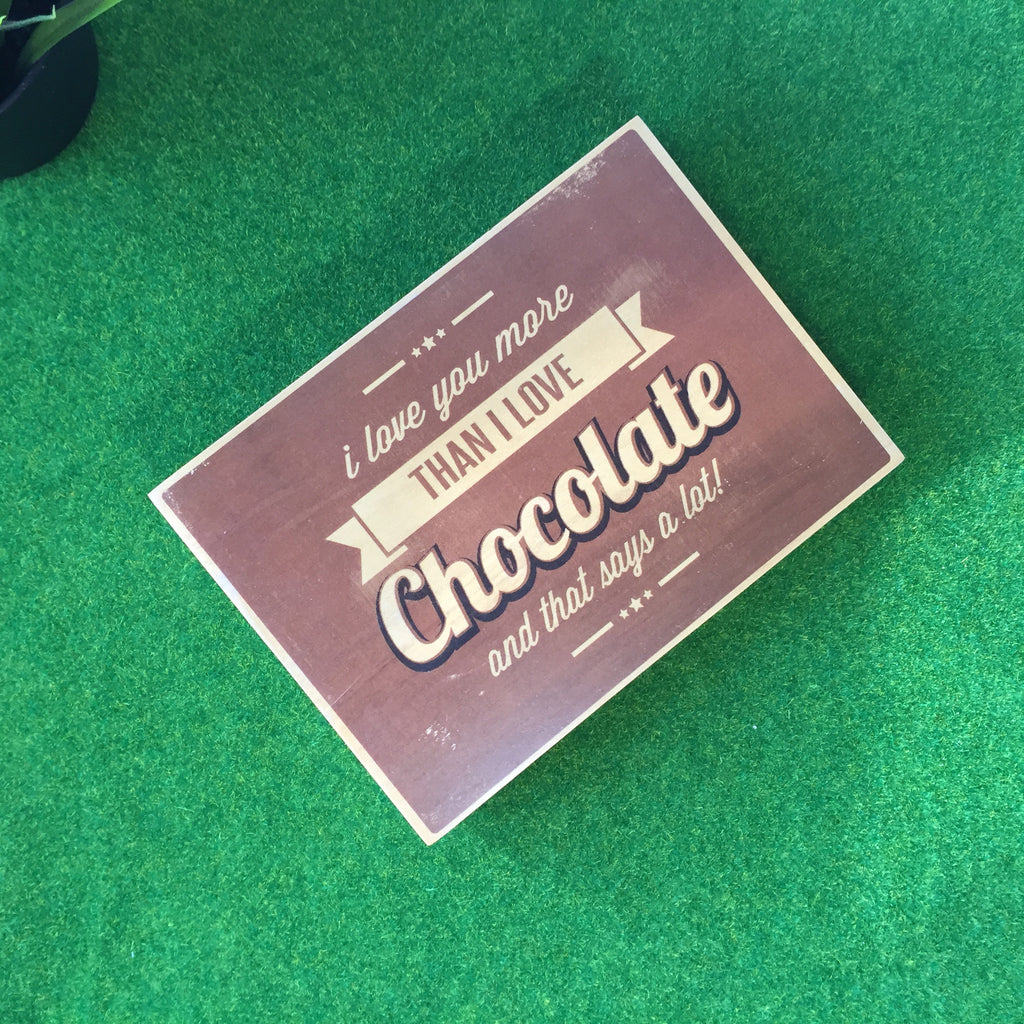 i love you more
THAN I LOVE
Chocolate
and that says a lot!